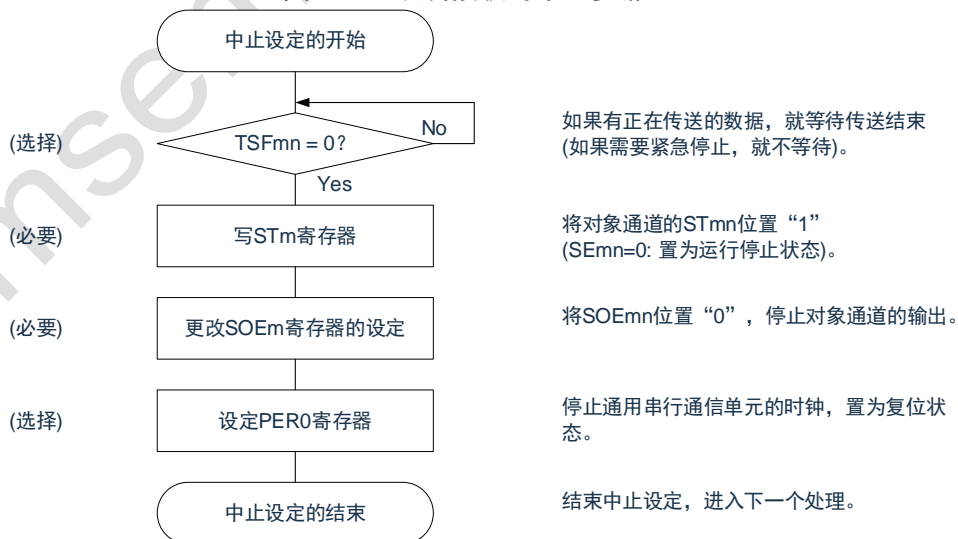 中止设定的开始
(选择)
TSFmn = 0?
No
Yes
如果有正在传送的数据，就等待传送结束
(如果需要紧急停止，就不等待)。
(必要)
写STm寄存器
将对象通道的STmn位置“1”
(SEmn=0: 置为运行停止状态)。
(必要)
更改SOEm寄存器的设定
将SOEmn位置“0”，停止对象通道的输出。
(选择)
设定PER0寄存器
停止通用串行通信单元的时钟，置为复位状
态。
中止设定的结束
结束中止设定，进入下一个处理。